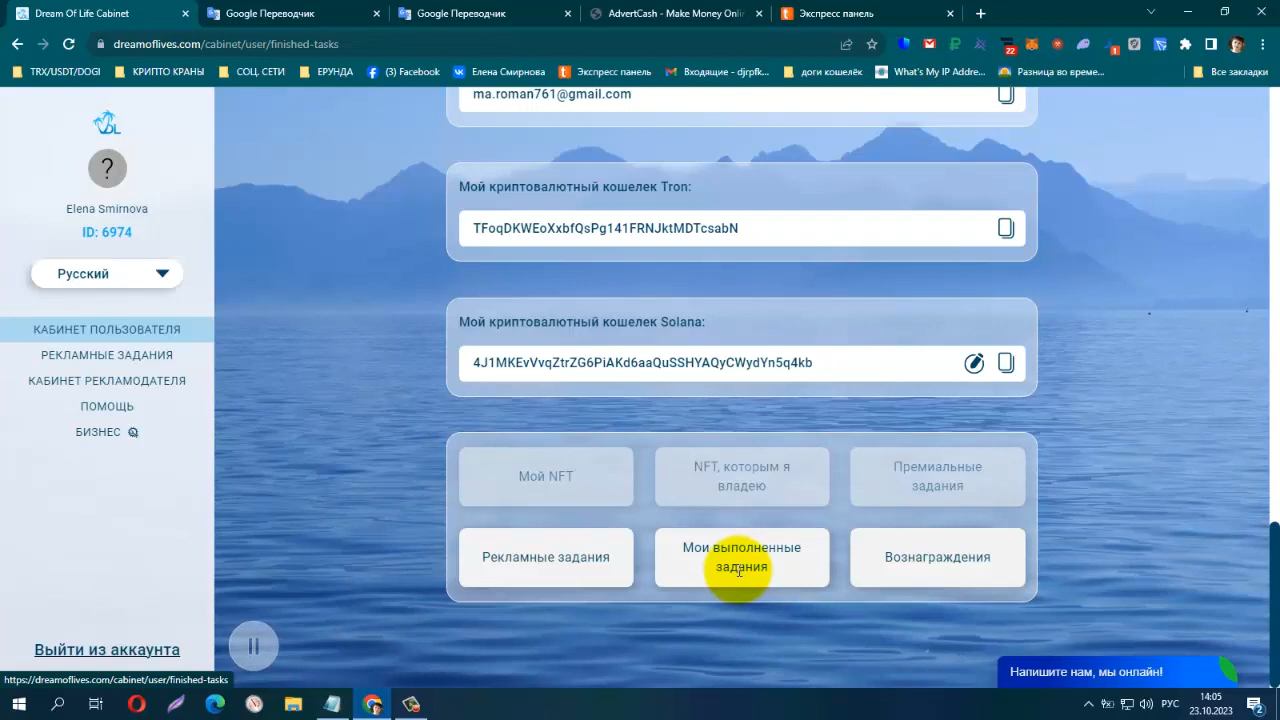 Dream Of Life Cabinet
Google Переводчик
Google Переводчик
AdvertCash - Make Money Onli
Экспресс панель
dreamoflives.com/cabinet/user/finished-tasks
22
1
TRX/USDT/DOGI
КРИПТО КРАНЫ
СОЦ. СЕТИ
ЕРУНДА
(3) Facebook
Елена Смирнова
Экспресс панель
Входящие - djrpfk...
доги кошелёк
What's My IP Addre...
Разница во време...
Все закладки
DL
?
Elena Smirnova
ID: 6974
Русский
КАБИНЕТ ПОЛЬЗОВАТЕЛЯ
РЕКЛАМНЫЕ ЗАДАНИЯ
КАБИНЕТ РЕКЛАМОДАТЕЛЯ
ПОМОЩЬ
БИЗНЕС
Выйти из аккаунта
ma.roman761@gmail.com
Мой криптовалютный кошелек Tron:
TFoqDKWEoXxbfQsPg141FRNJktMDTcsabN
Мой криптовалютный кошелек Solana:
4J1MKEvVvqZtrZG6PiAKd6aaQuSSHYAQyCWydYn5q4kb
Мой NFT
NFT, которым я
владею
Премиальные
задания
Рекламные задания
Мои выполненные
задания
Вознаграждения
Напишите нам, мы онлайн!
https://dreamoflives.com/cabinet/user/finished-tasks
РУС
14:05
23.10.2023
2